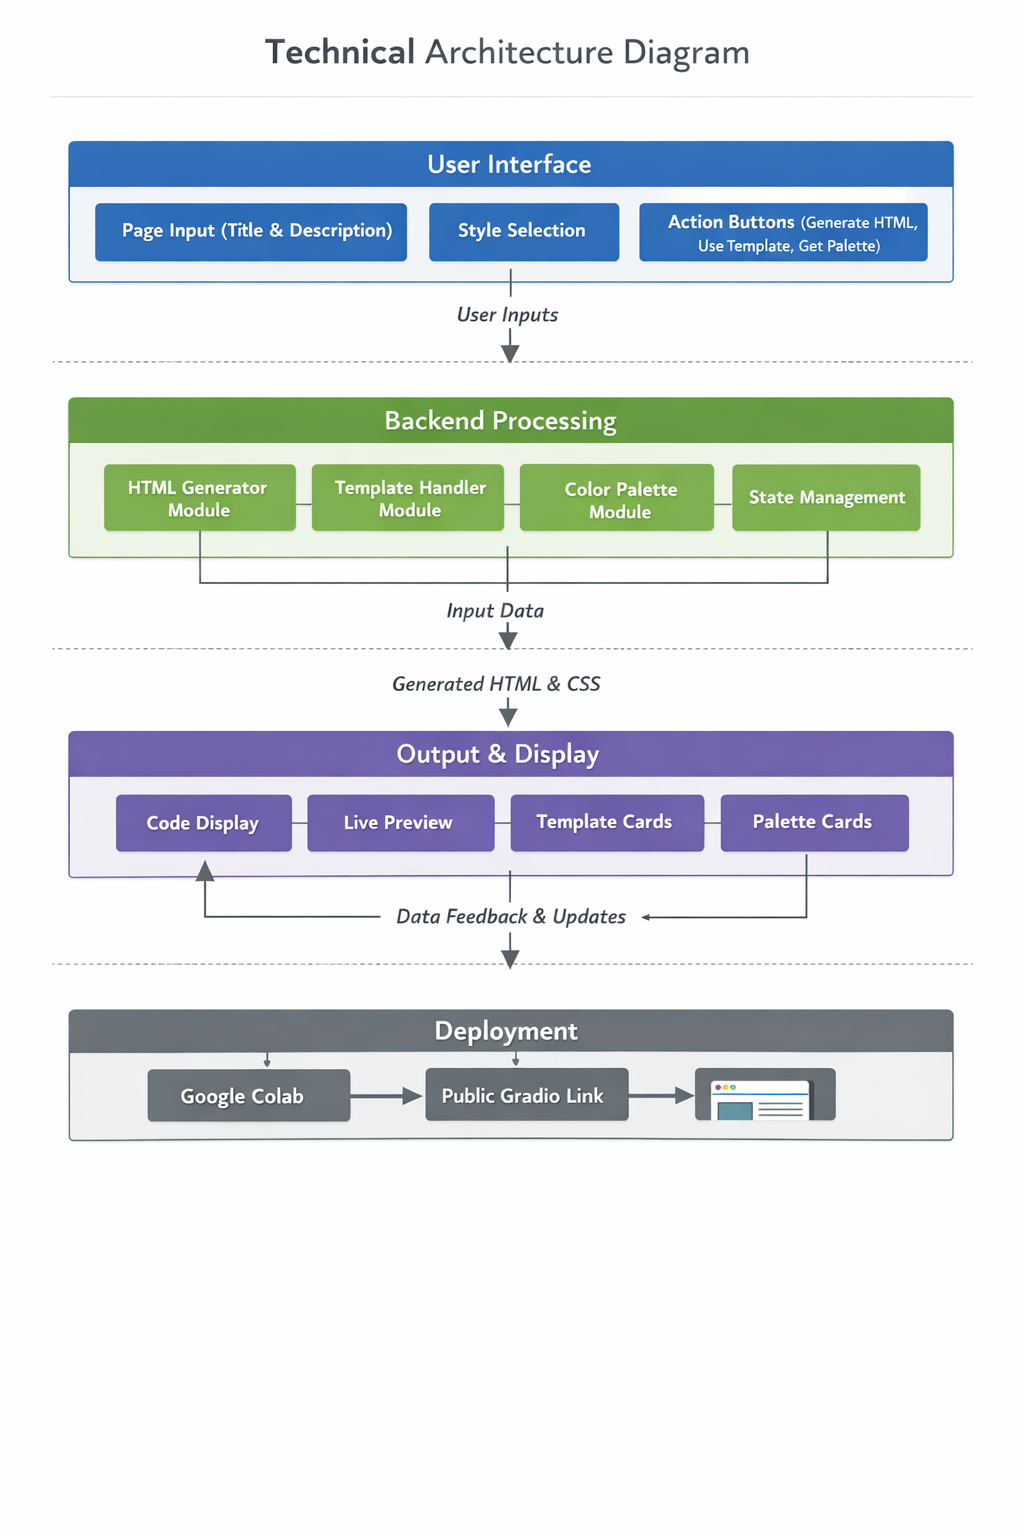 Technical Architecture Diagram
User Interface
Page Input (Title & Description)
Style Selection
Action Buttons (Generate HTML,
Use Template, Get Palette)
User Inputs
Backend Processing
HTML Generator
Module
Template Handler
Module
Color Palette
Module
State Management
Input Data
Generated HTML & CSS
Output & Display
Code Display
Live Preview
Template Cards
Palette Cards
Data Feedback & Updates
Deployment
Google Colab
Public Gradio Link